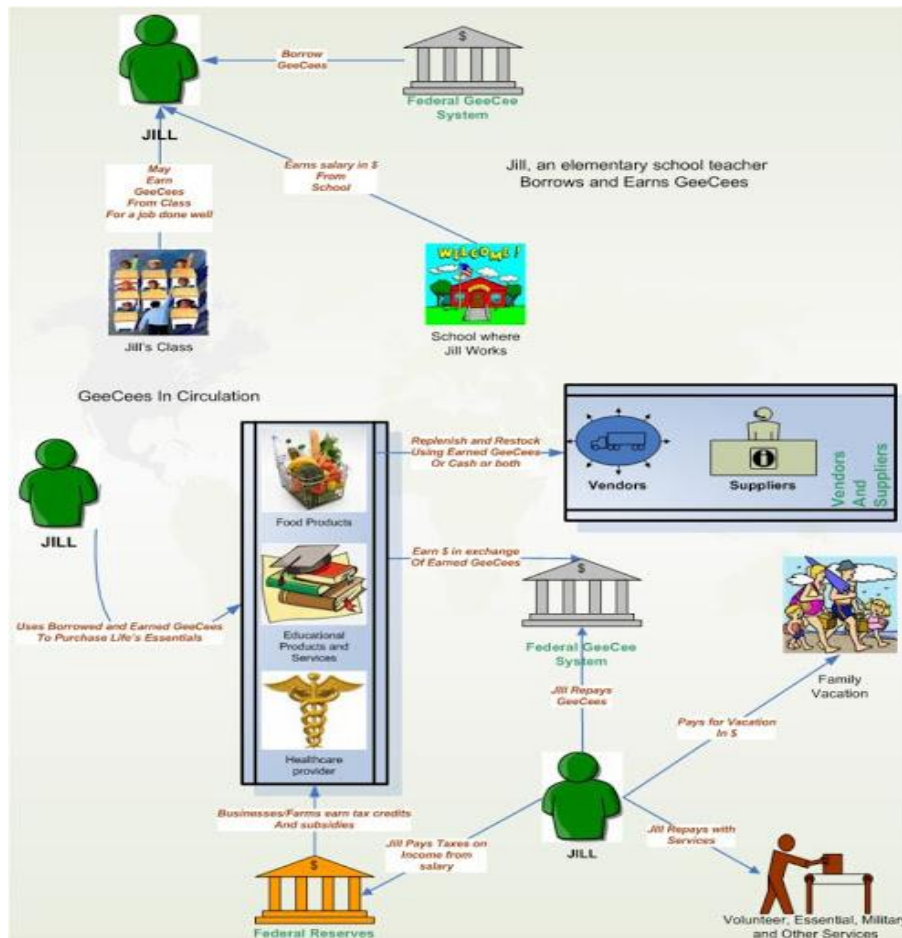 Borrow
GeeCees
$
Federal GeeCee
System
JILL
May
Earn
GeeCees
From Class
For a job done well
Earns salary in $
From
School
Jill, an elementary school teacher
Borrows and Earns GeeCees
WELCOME!
Jill's Class
School where
Jill Works
GeeCees In Circulation
Replenish and Restock
Using Earned GeeCees
Or Cash or both
Vendors
Suppliers
Vendors
And
Suppliers
JILL
Food Products
Earn $ in exchange
Of Earned GeeCees
$
Uses Borrowed and Earned GeeCees
To Purchase Life's Essentials
Educational
Products and
Services
Federal GeeCee
System
Family
Vacation
Jill Repays
GeeCees
Pays for Vacation
In $
Healthcare
provider
Businesses/Farms earn tax credits
And subsidies
Jill Pays Taxes on
Income from
salary
JILL
Jill Repays with
Services
$
Federal Reserves
Volunteer, Essential, Military
and Other Services